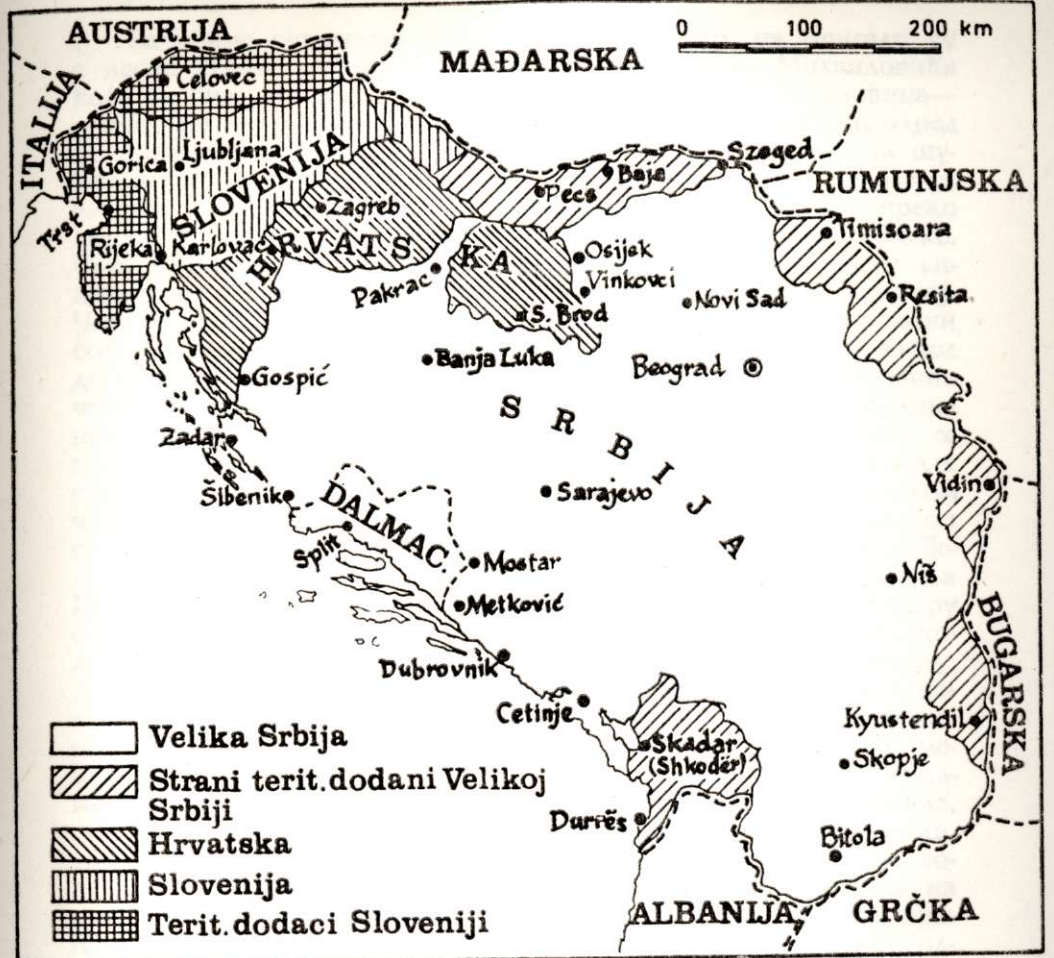 AUSTRIJA
0 100 200 km
MAĐARSKA
ITALIJA
Čelovec
Gorica
Ljubljana
SLOVENIJA
Szeged
Baja
Pecs
RUMUNJSKA
Trst
Zagreb
Timisoara
Rijeka
Karlovac
HRVATSKA
Osijek
Pakrac
Vinkovci
Novi Sad
Resita
S. Brod
Banja Luka
Beograd
Gospić
SRBIJA
Zadar
Vidin
Šibenik
Sarajevo
DALMAC.
Split
Mostar
Niš
Metković
BUGARSKA
Dubrovnik
Cetinje
Kyustendil
Skadar
(Shkodër)
Skopje
Durrës
Bitola
ALBANIJA
GRČKA
Velika Srbija
Strani terit.dodani Velikoj
Srbiji
Hrvatska
Slovenija
Terit.dodaci Sloveniji